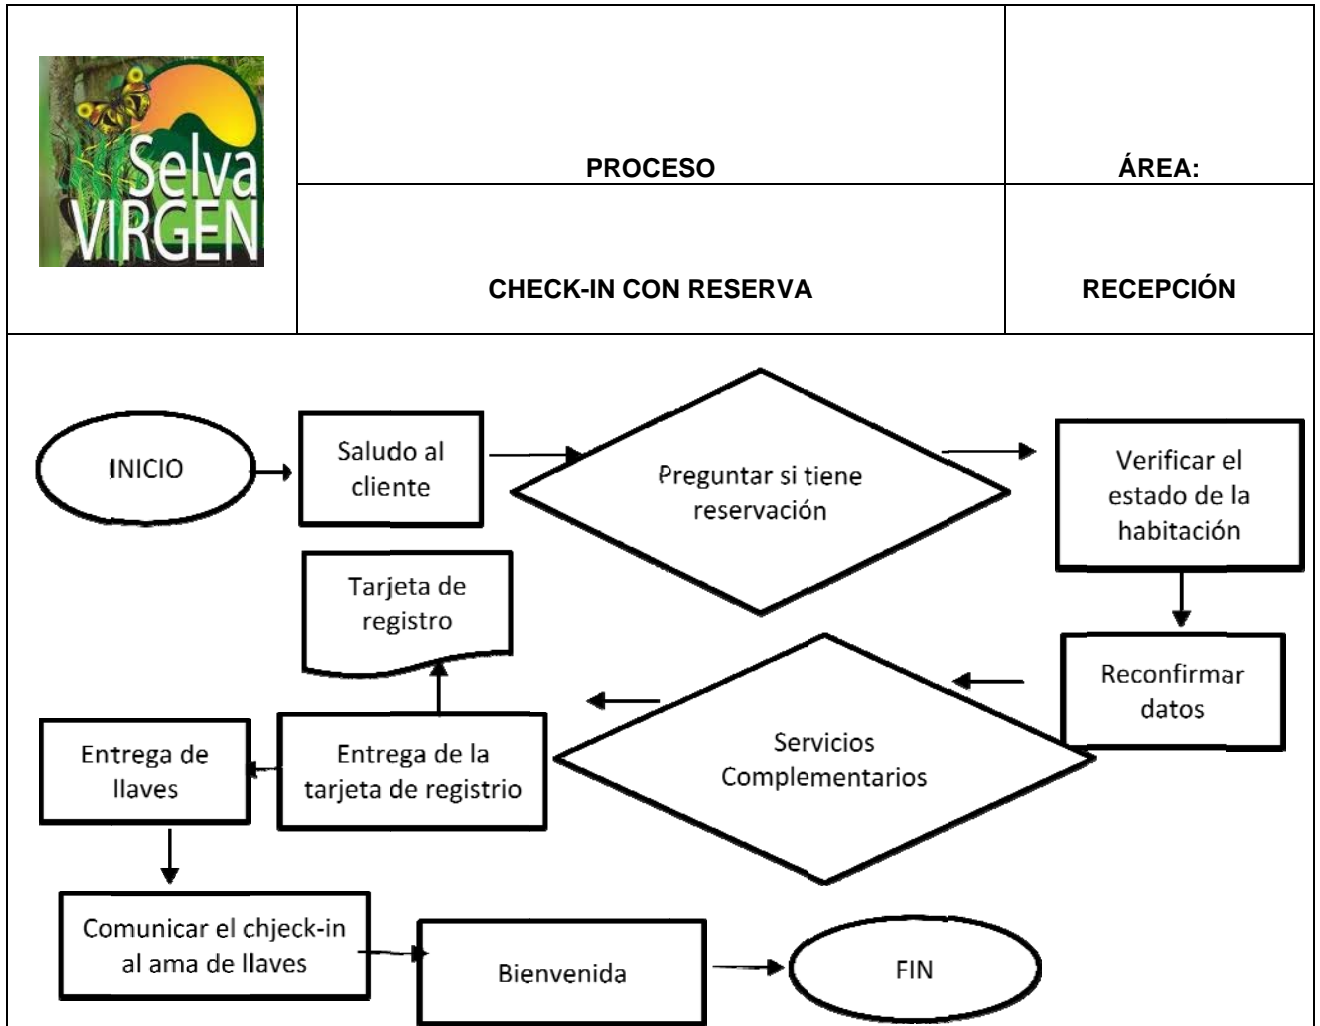 Selva
VIRGEN
PROCESO
ÁREA:
CHECK-IN CON RESERVA
RECEPCIÓN
INICIO
Saludo al
cliente
Preguntar si tiene
reservación
Verificar el
estado de la
habitación
Reconfirmar
datos
Servicios
Complementarios
Entrega de la
tarjeta de registrio
Tarjeta de
registro
Entrega de
llaves
Comunicar el chjeck-in
al ama de llaves
Bienvenida
FIN